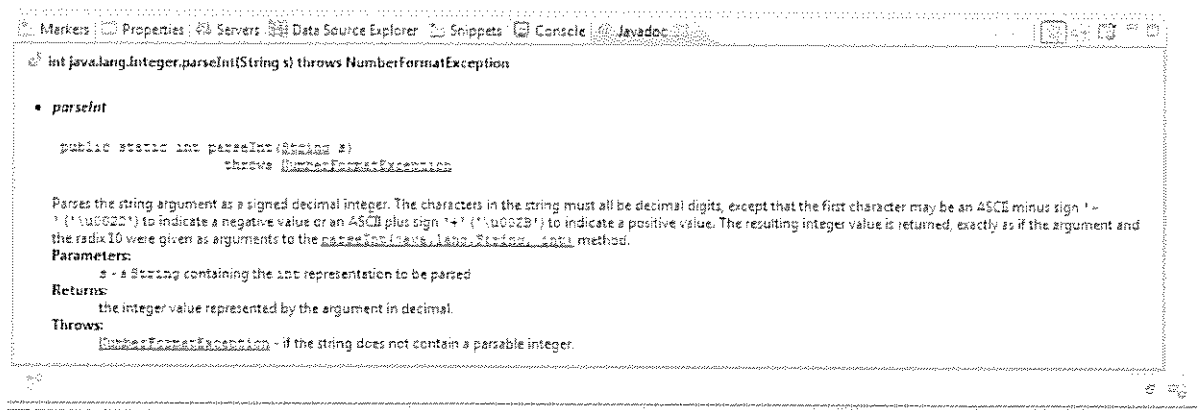 Markers Properties Servers Data Source Explorer Snippets Console @ Javadoc
int java.lang.Integer.parseInt(String s) throws NumberFormatException
• parseInt
public static int parseInt(String s)
throws NumberFormatException
Parses the string argument as a signed decimal integer. The characters in the string must all be decimal digits, except that the first character may be an ASCII minus sign '-
' ('\u002D') to indicate a negative value or an ASCII plus sign '+' ('\u002B') to indicate a positive value. The resulting integer value is returned, exactly as if the argument and
the radix 10 were given as arguments to the parseInt(java.lang.String, int) method.
Parameters:
s - a String containing the int representation to be parsed
Returns:
the integer value represented by the argument in decimal.
Throws:
NumberFormatException - if the string does not contain a parsable integer.